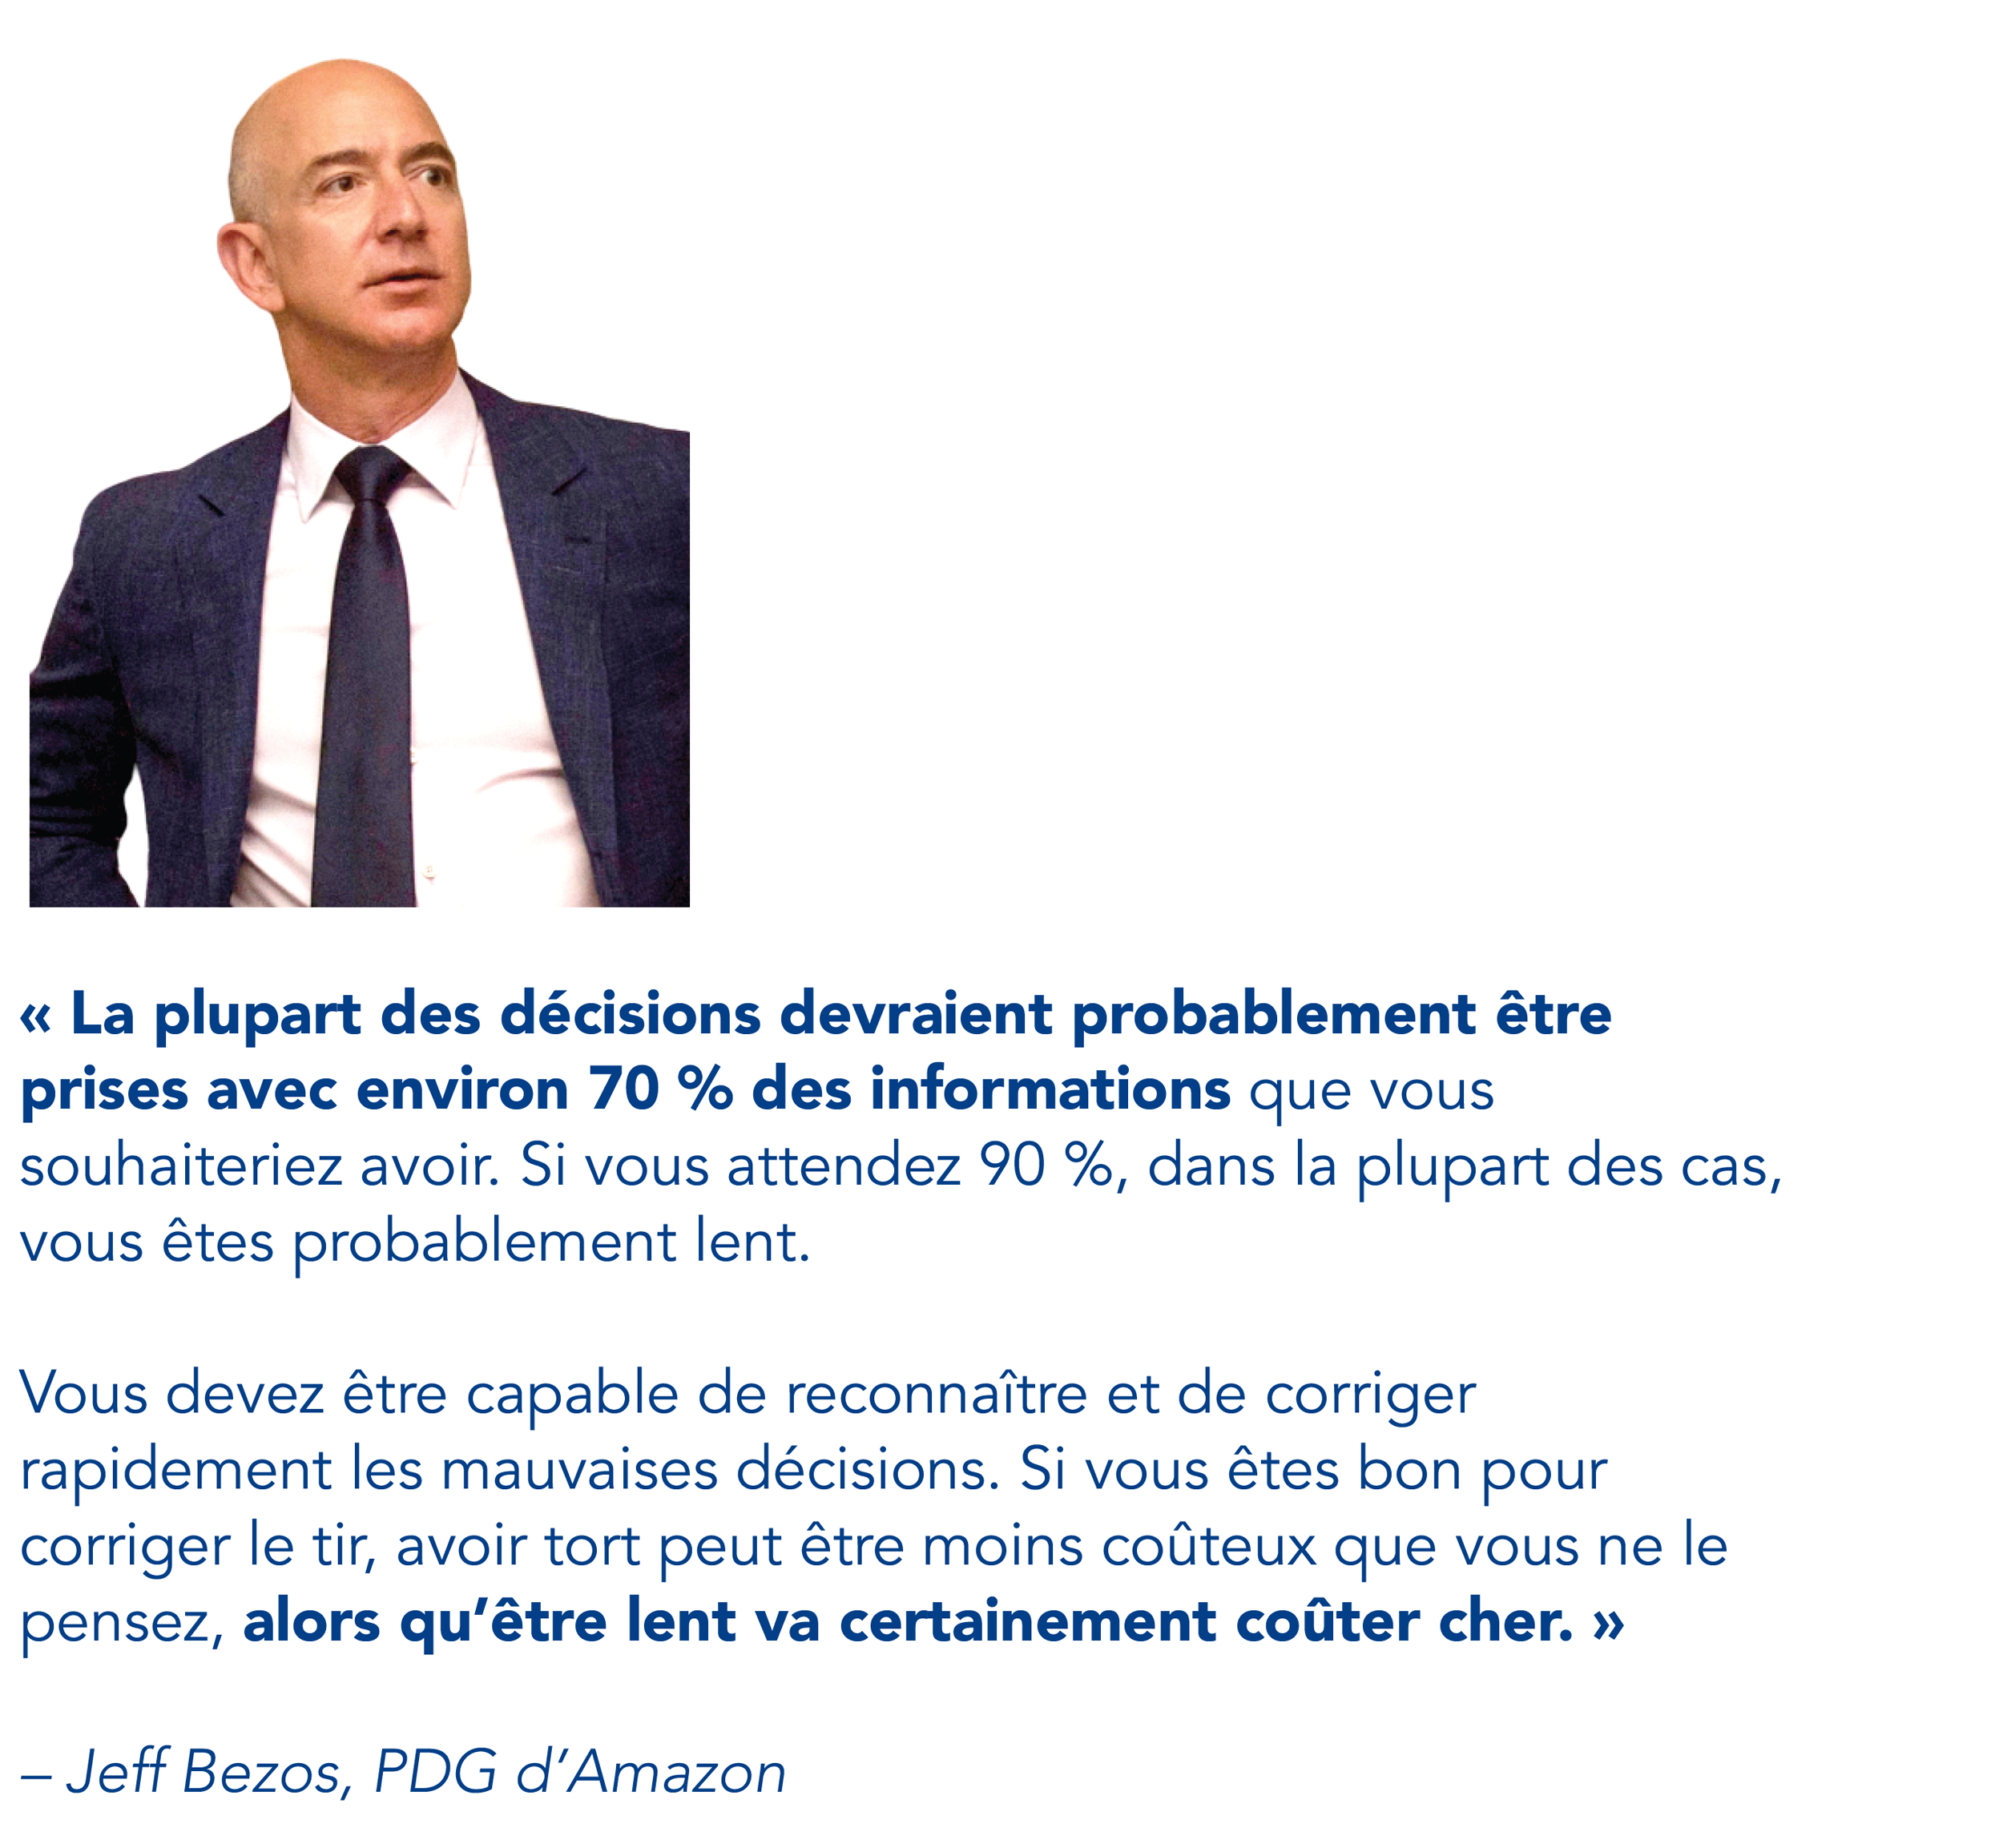 « La plupart des décisions devraient probablement être
prises avec environ 70 % des informations que vous
souhaiteriez avoir. Si vous attendez 90 %, dans la plupart des cas,
vous êtes probablement lent.
Vous devez être capable de reconnaître et de corriger
rapidement les mauvaises décisions. Si vous êtes bon pour
corriger le tir, avoir tort peut être moins coûteux que vous ne le
pensez, alors qu’être lent va certainement coûter cher. »
– Jeff Bezos, PDG d’Amazon